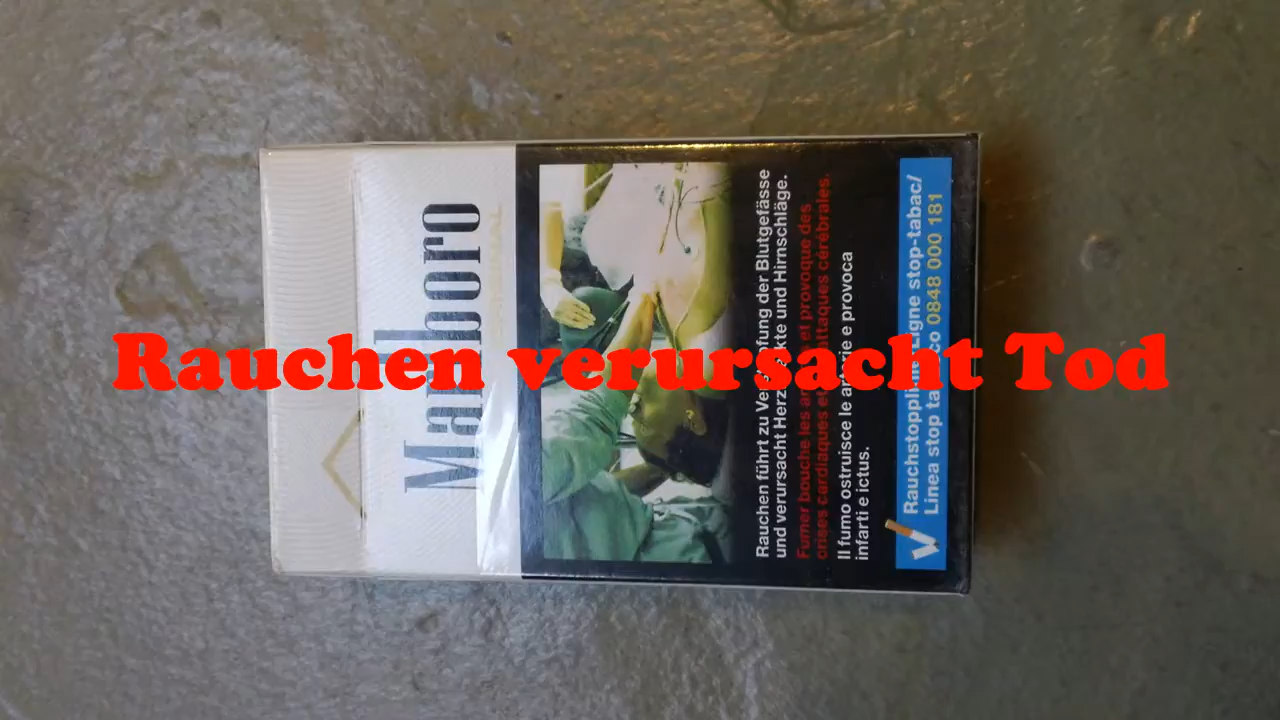 Marlboro
Rauchen verursacht Tod
Rauchen führt zu der Blutgefässe
und verursacht und Hirnschläge.
Fumer bouche les et provoque des
crises cardiaques et attaques cérébrales.
Il fumo ostruisce le arterie e provoca
infarti e ictus.
Ligne stop-tabac/
Linea stop 0848 000 181